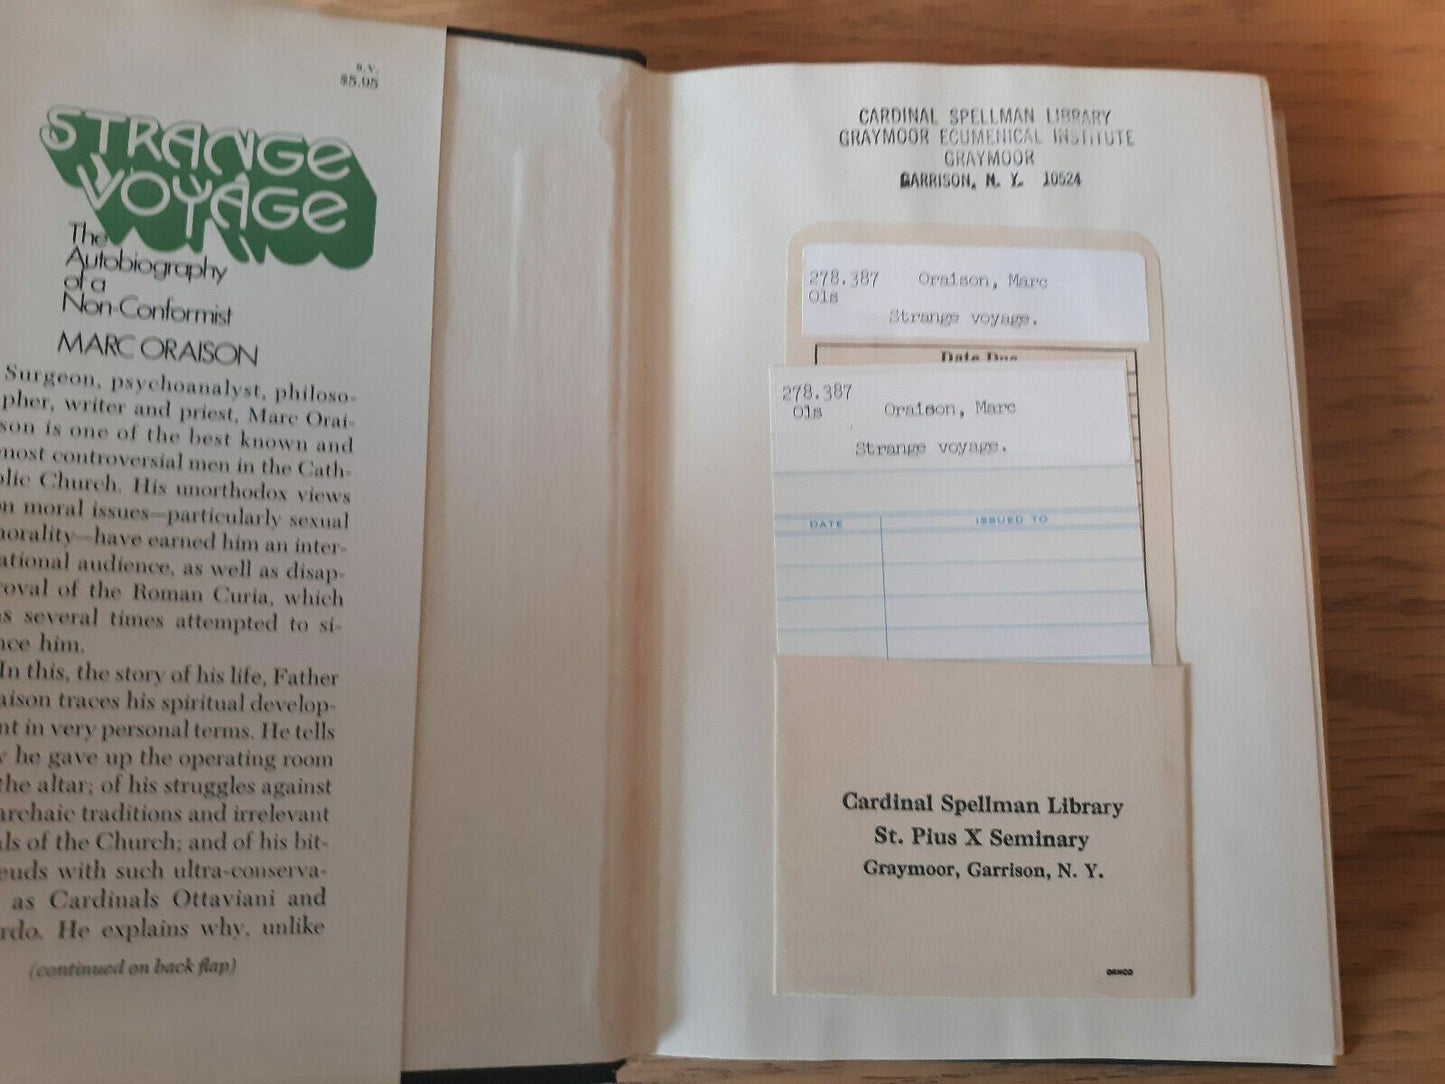 s.v.
$5.95
STRANGE
VOYAGE
The
Autobiography
of a
Non-Conformist
MARC ORAISON
Surgeon, psychoanalyst, philoso-
pher, writer and priest, Marc Orai-
son is one of the best known and
most controversial men in the Cath-
olic Church. His unorthodox views
on moral issues—particularly sexual
morality—have earned him an inter-
national audience, as well as disap-
proval of the Roman Curia, which
has several times attempted to si-
lence him.
In this, the story of his life, Father
Oraison traces his spiritual develop-
ment in very personal terms. He tells
why he gave up the operating room
the altar; of his struggles against
archaic traditions and irrelevant
of the Church; and of his bit-
feuds with such ultra-conserva-
as Cardinals Ottaviani and
He explains why, unlike
(continued on back flap)
CARDINAL SPELLMAN LIBRARY
GRAYMOOR ECUMENICAL INSTITUTE
GRAYMOOR
GARRISON, N. Y. 10524
278.387 Oraison, Marc
Ols
Strange voyage.
Date Due
278.387
Ols Oraison, Marc
Strange voyage.
DATE ISSUED TO
Cardinal Spellman Library
St. Pius X Seminary
Graymoor, Garrison, N. Y.